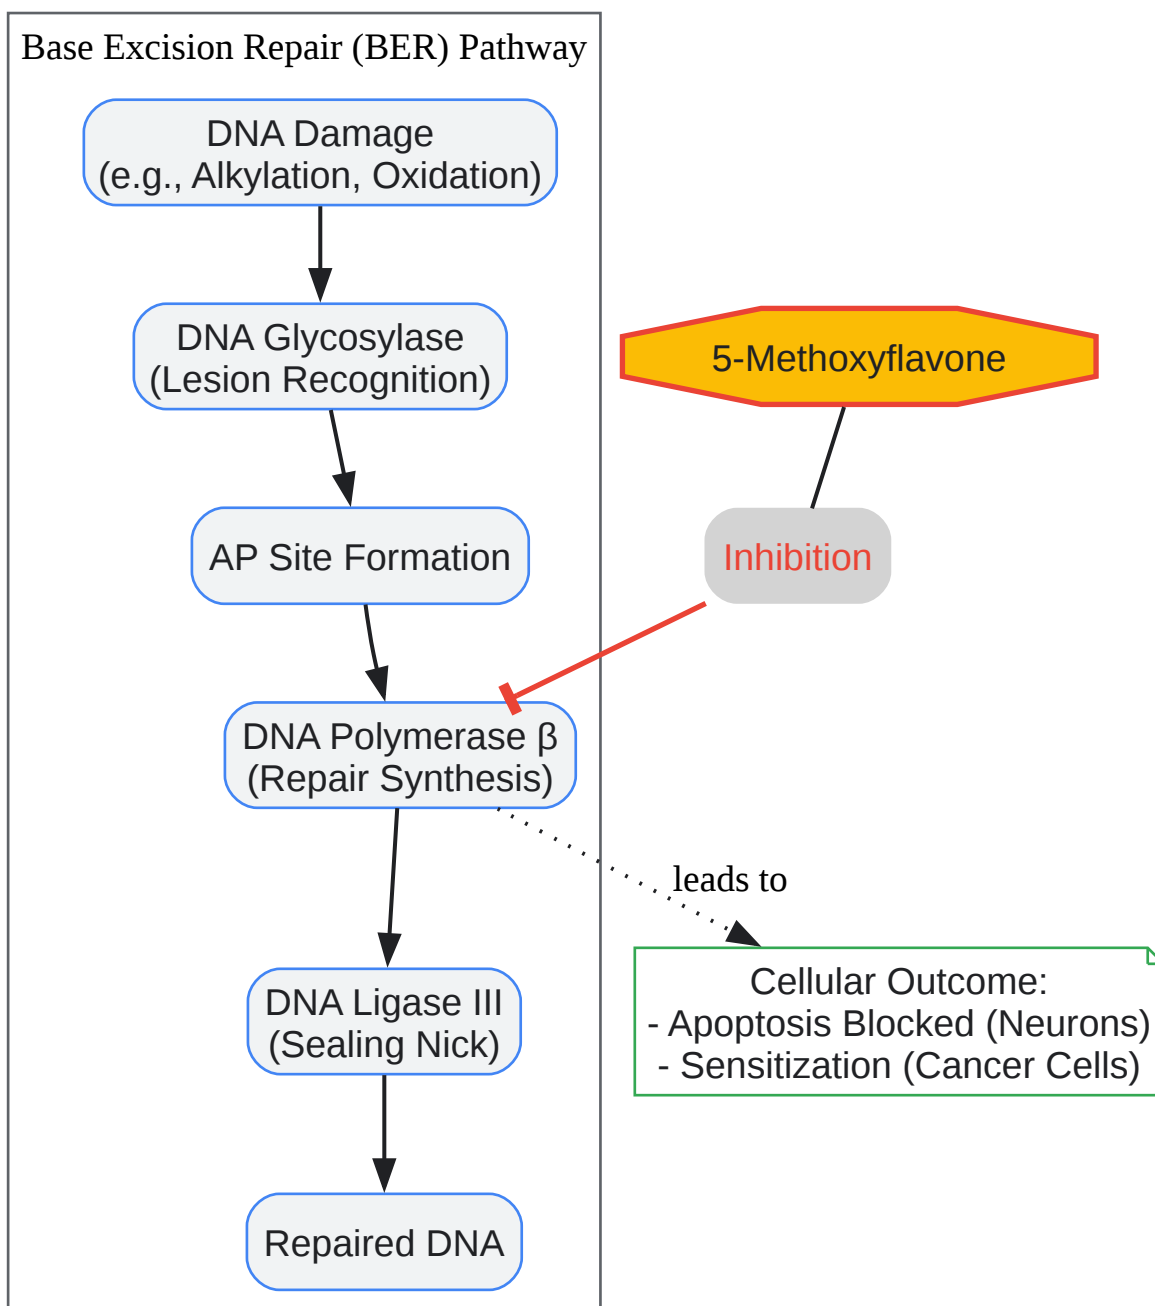 Base Excision Repair (BER) Pathway
DNA Damage
(e.g., Alkylation, Oxidation)
DNA Glycosylase
(Lesion Recognition)
5-Methoxyflavone
AP Site Formation
Inhibition
DNA Polymerase β
(Repair Synthesis)
leads to
Cellular Outcome:
- Apoptosis Blocked (Neurons)
- Sensitization (Cancer Cells)
DNA Ligase III
(Sealing Nick)
Repaired DNA